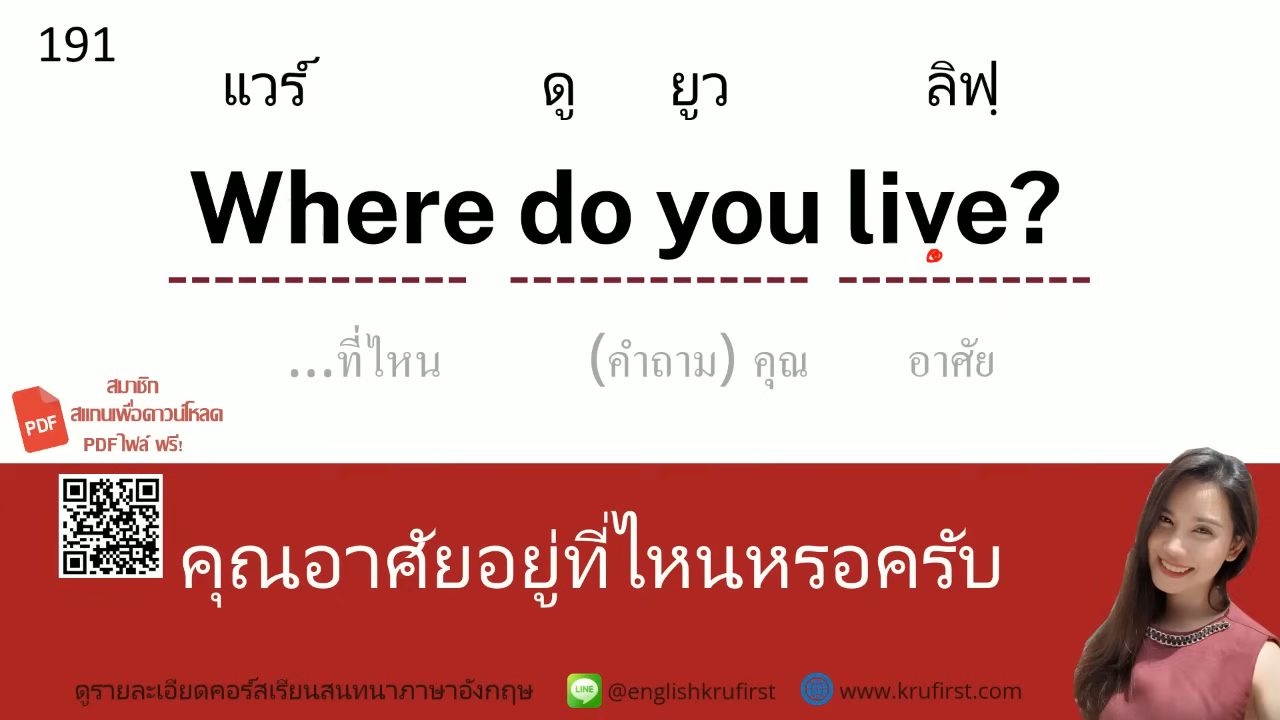 191
แวร์ ดู ยูว ลิฟฺ
Where do you live?
...ที่ไหน (คำถาม) คุณ อาศัย
สมาชิก
สแกนเพื่อดาวน์โหลด
PDF ไฟล์ ฟรี!
PDF
คุณอาศัยอยู่ที่ไหนหรอครับ
ดูรายละเอียดคอร์สเรียนสนทนาภาษาอังกฤษ LINE @englishkrufirst www.krufirst.com